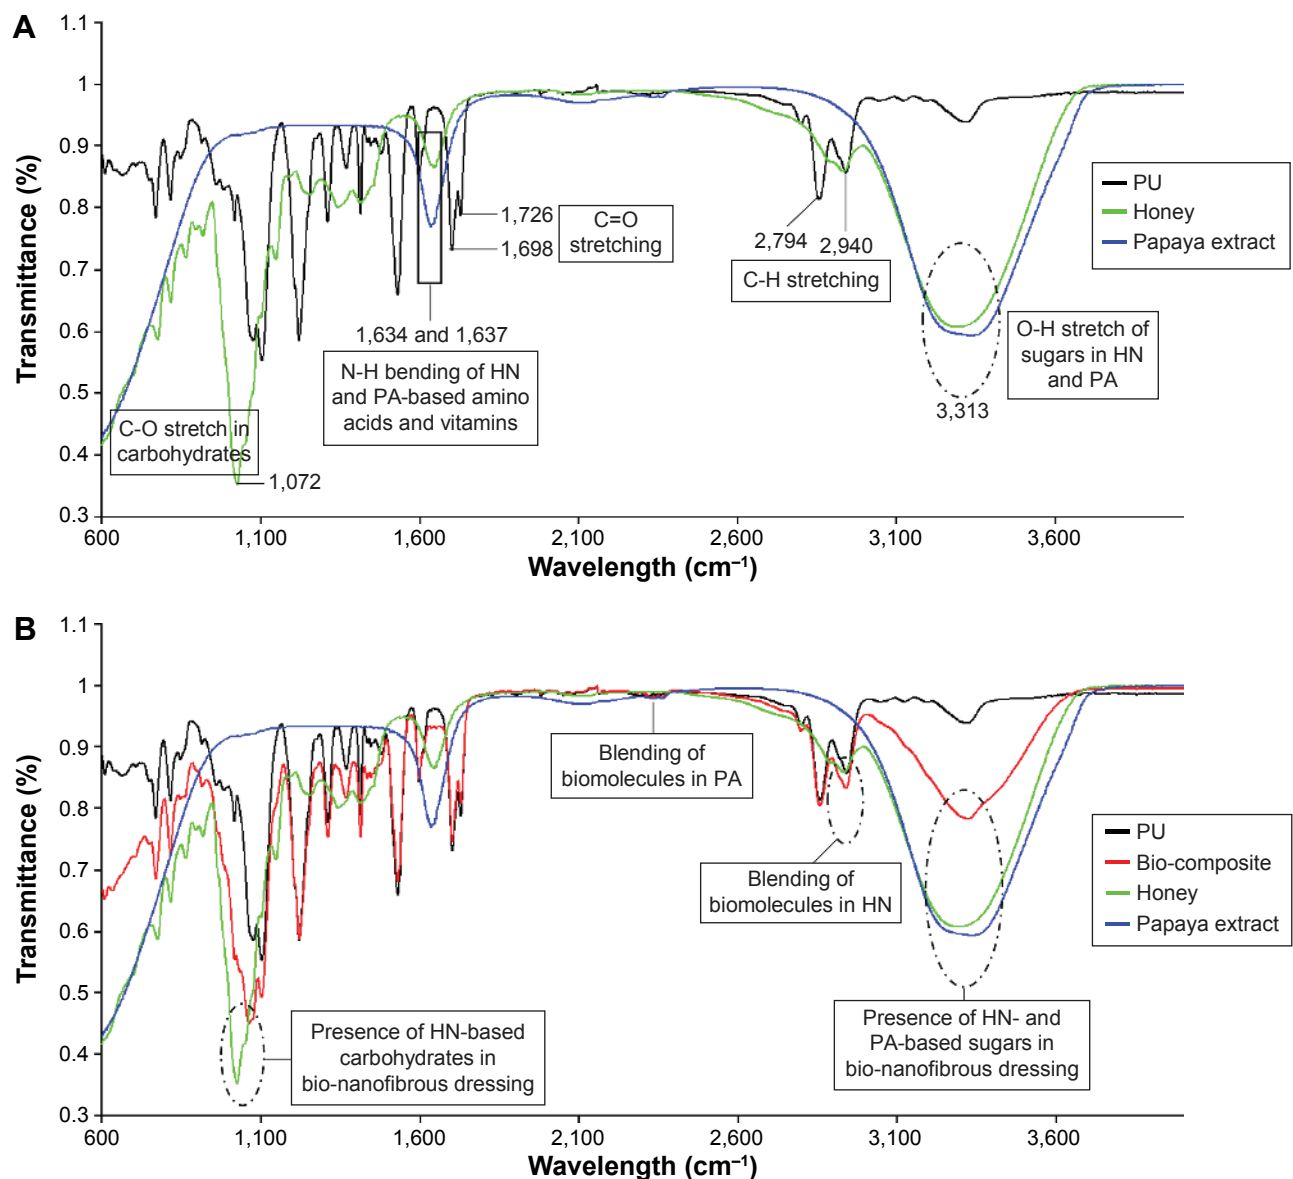 A
1.1
1
0.9
0.8
0.7
0.6
0.5
0.4
0.3
Transmittance (%)
600
1,100
1,600
2,100
2,600
3,100
3,600
Wavelength (cm–1)
C-O stretch in
carbohydrates
1,072
1,634 and 1,637
N-H bending of HN
and PA-based amino
acids and vitamins
1,726
1,698
C=O
stretching
2,794
2,940
C-H stretching
O-H stretch of
sugars in HN
and PA
3,313
PU
Honey
Papaya extract
B
1.1
1
0.9
0.8
0.7
0.6
0.5
0.4
0.3
Transmittance (%)
600
1,100
1,600
2,100
2,600
3,100
3,600
Wavelength (cm–1)
Presence of HN-based
carbohydrates in
bio-nanofibrous dressing
Blending of
biomolecules in PA
Blending of
biomolecules in HN
Presence of HN- and
PA-based sugars in
bio-nanofibrous dressing
PU
Bio-composite
Honey
Papaya extract